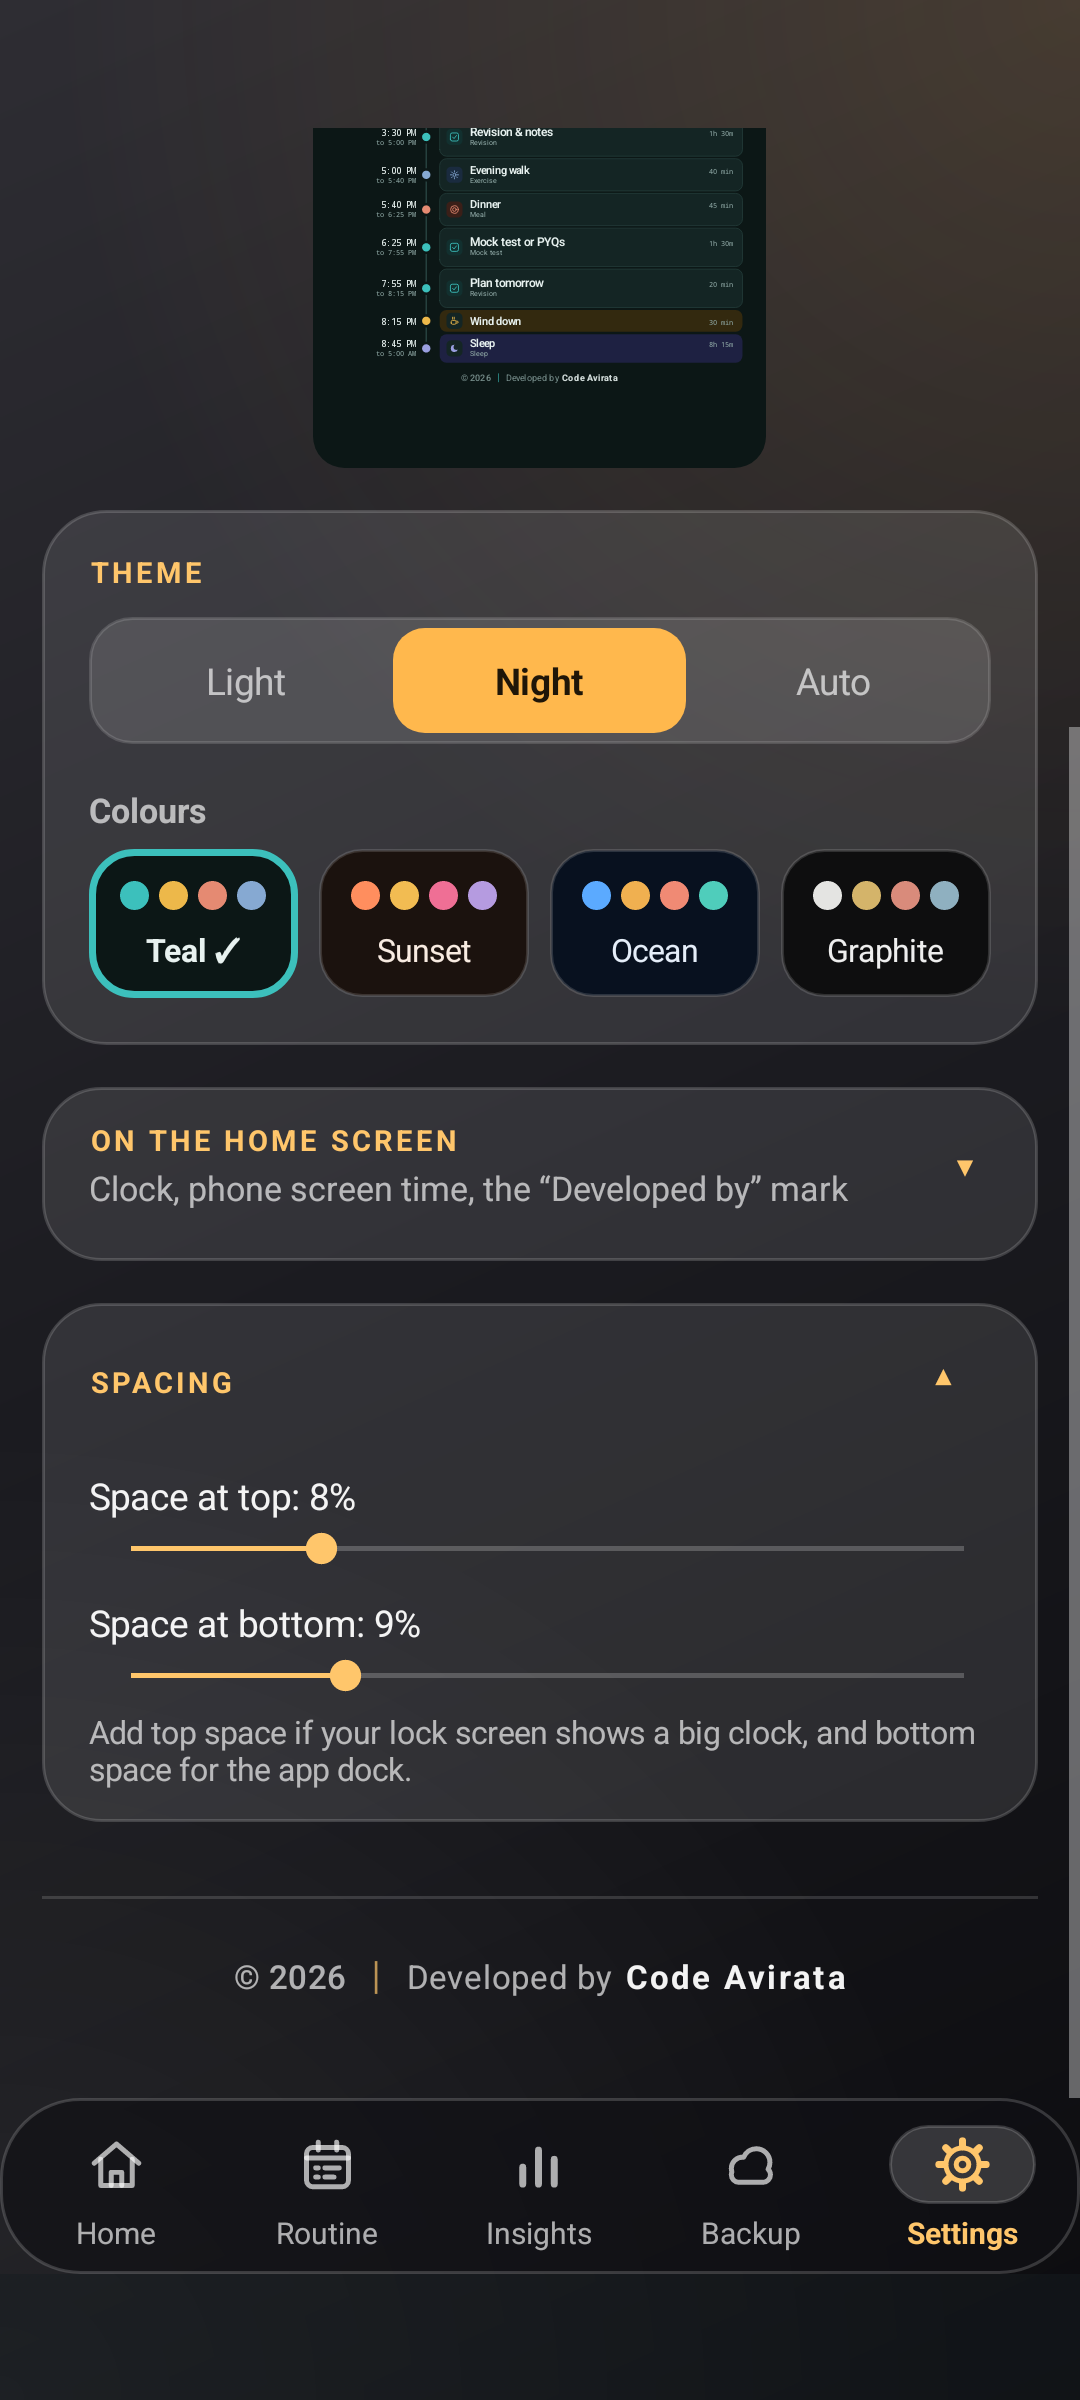 3:30 PM Revision & notes 1h 30m
to 5:00 PM Revision
5:00 PM Evening walk 40 min
to 5:40 PM Exercise
5:40 PM Dinner 45 min
to 6:25 PM Meal
6:25 PM Mock test or PYQs 1h 30m
to 7:55 PM Mock test
7:55 PM Plan tomorrow 20 min
to 8:15 PM Revision
8:15 PM Wind down 30 min
8:45 PM Sleep 8h 15m
to 5:00 AM Sleep
© 2026 | Developed by Code Avirata
THEME
Light Night Auto
Colours
Teal ✓ Sunset Ocean Graphite
ON THE HOME SCREEN
Clock, phone screen time, the “Developed by” mark
SPACING
Space at top: 8%
Space at bottom: 9%
Add top space if your lock screen shows a big clock, and bottom
space for the app dock.
© 2026 | Developed by Code Avirata
Home Routine Insights Backup Settings